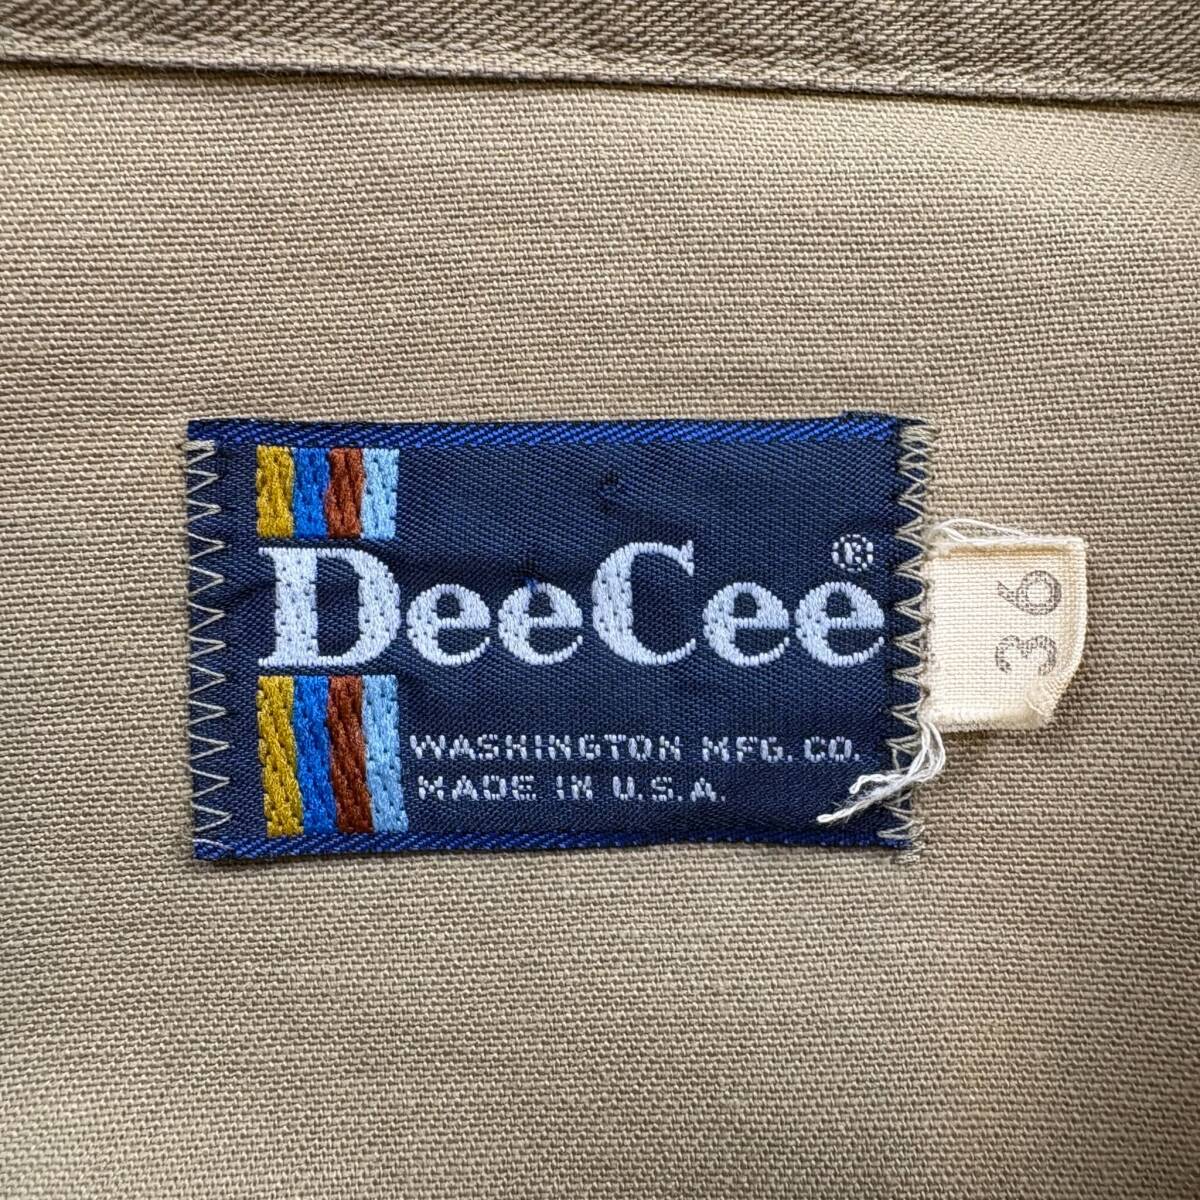 DeeCee®
WASHINGTON MFG. CO.
MADE IN U.S.A.
36